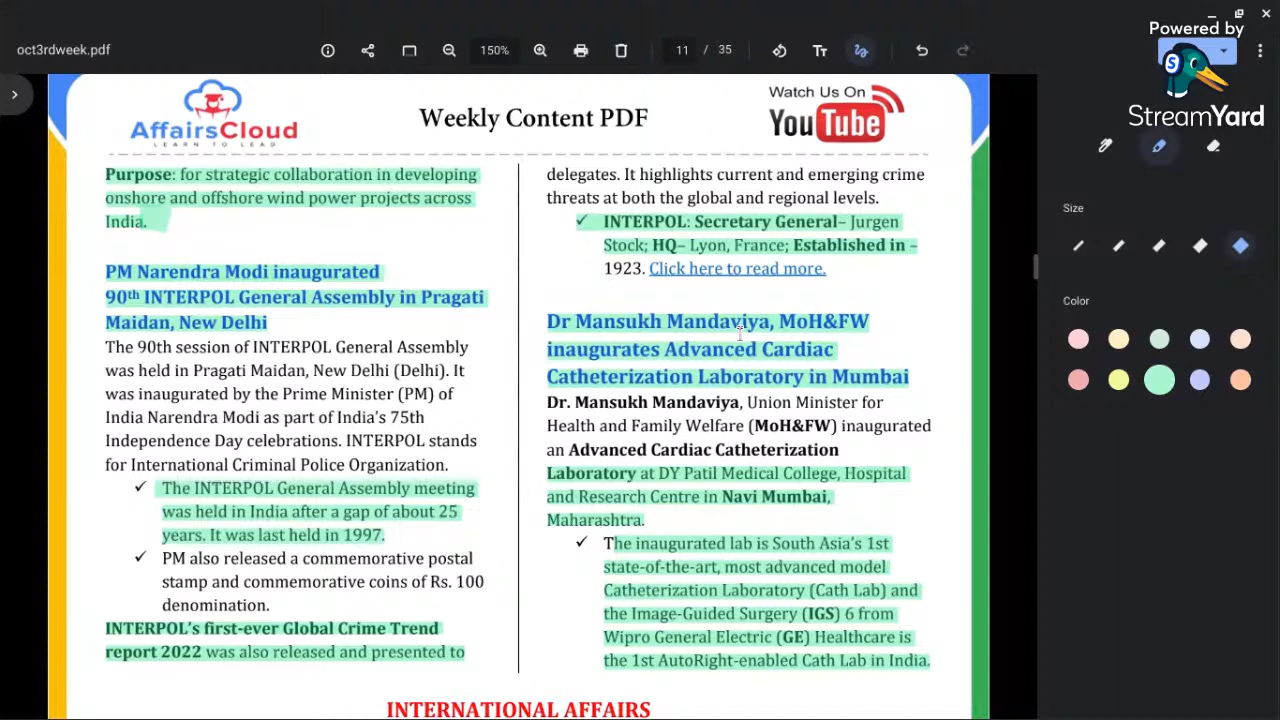 oct3rdweek.pdf
150%
11 / 35
Powered by
StreamYard
AffairsCloud
LEARN TO LEAD
Weekly Content PDF
Watch Us On
YouTube
Purpose: for strategic collaboration in developing
onshore and offshore wind power projects across
India.
PM Narendra Modi inaugurated
90th INTERPOL General Assembly in Pragati
Maidan, New Delhi
The 90th session of INTERPOL General Assembly
was held in Pragati Maidan, New Delhi (Delhi). It
was inaugurated by the Prime Minister (PM) of
India Narendra Modi as part of India’s 75th
Independence Day celebrations. INTERPOL stands
for International Criminal Police Organization.
✓ The INTERPOL General Assembly meeting
was held in India after a gap of about 25
years. It was last held in 1997.
✓ PM also released a commemorative postal
stamp and commemorative coins of Rs. 100
denomination.
INTERPOL’s first-ever Global Crime Trend
report 2022 was also released and presented to
delegates. It highlights current and emerging crime
threats at both the global and regional levels.
✓ INTERPOL: Secretary General– Jurgen
Stock; HQ– Lyon, France; Established in –
1923. Click here to read more.
Dr Mansukh Mandaviya, MoH&FW
inaugurates Advanced Cardiac
Catheterization Laboratory in Mumbai
Dr. Mansukh Mandaviya, Union Minister for
Health and Family Welfare (MoH&FW) inaugurated
an Advanced Cardiac Catheterization
Laboratory at DY Patil Medical College, Hospital
and Research Centre in Navi Mumbai,
Maharashtra.
✓ The inaugurated lab is South Asia’s 1st
state-of-the-art, most advanced model
Catheterization Laboratory (Cath Lab) and
the Image-Guided Surgery (IGS) 6 from
Wipro General Electric (GE) Healthcare is
the 1st AutoRight-enabled Cath Lab in India.
INTERNATIONAL AFFAIRS
Size
Color